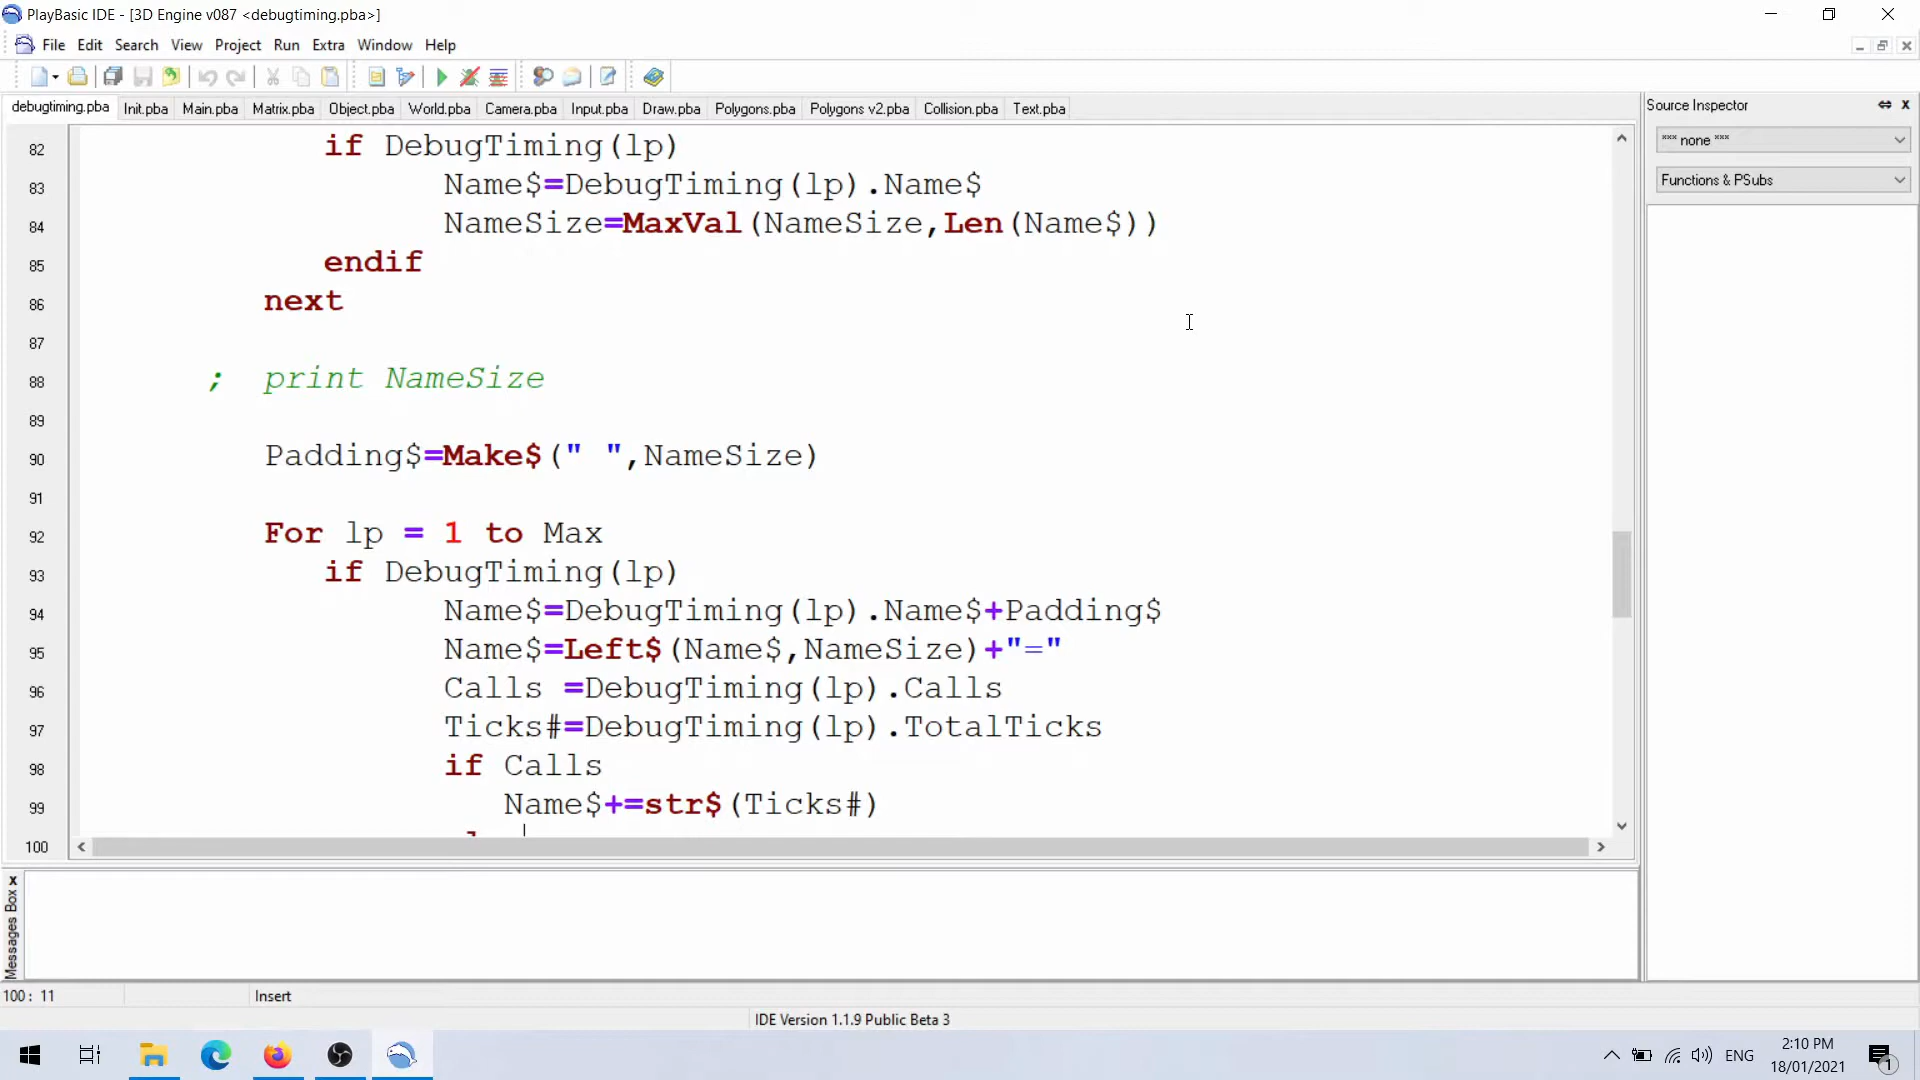 PlayBasic IDE - [3D Engine v087 <debugtiming.pba>]
File Edit Search View Project Run Extra Window Help
debugtiming.pba Init.pba Main.pba Matrix.pba Object.pba World.pba Camera.pba Input.pba Draw.pba Polygons.pba Polygons v2.pba Collision.pba Text.pba
Source Inspector
*** none ***
Functions & PSubs
82 if DebugTiming(lp)
83 Name$=DebugTiming(lp).Name$
84 NameSize=MaxVal(NameSize,Len(Name$))
85 endif
86 next
87
88 ; print NameSize
89
90 Padding$=Make$(" ",NameSize)
91
92 For lp = 1 to Max
93 if DebugTiming(lp)
94 Name$=DebugTiming(lp).Name$+Padding$
95 Name$=Left$(Name$,NameSize)+"="
96 Calls =DebugTiming(lp).Calls
97 Ticks#=DebugTiming(lp).TotalTicks
98 if Calls
99 Name$+=str$(Ticks#)
100
Messages Box
100: 11 Insert
IDE Version 1.1.9 Public Beta 3
ENG
2:10 PM
18/01/2021
1